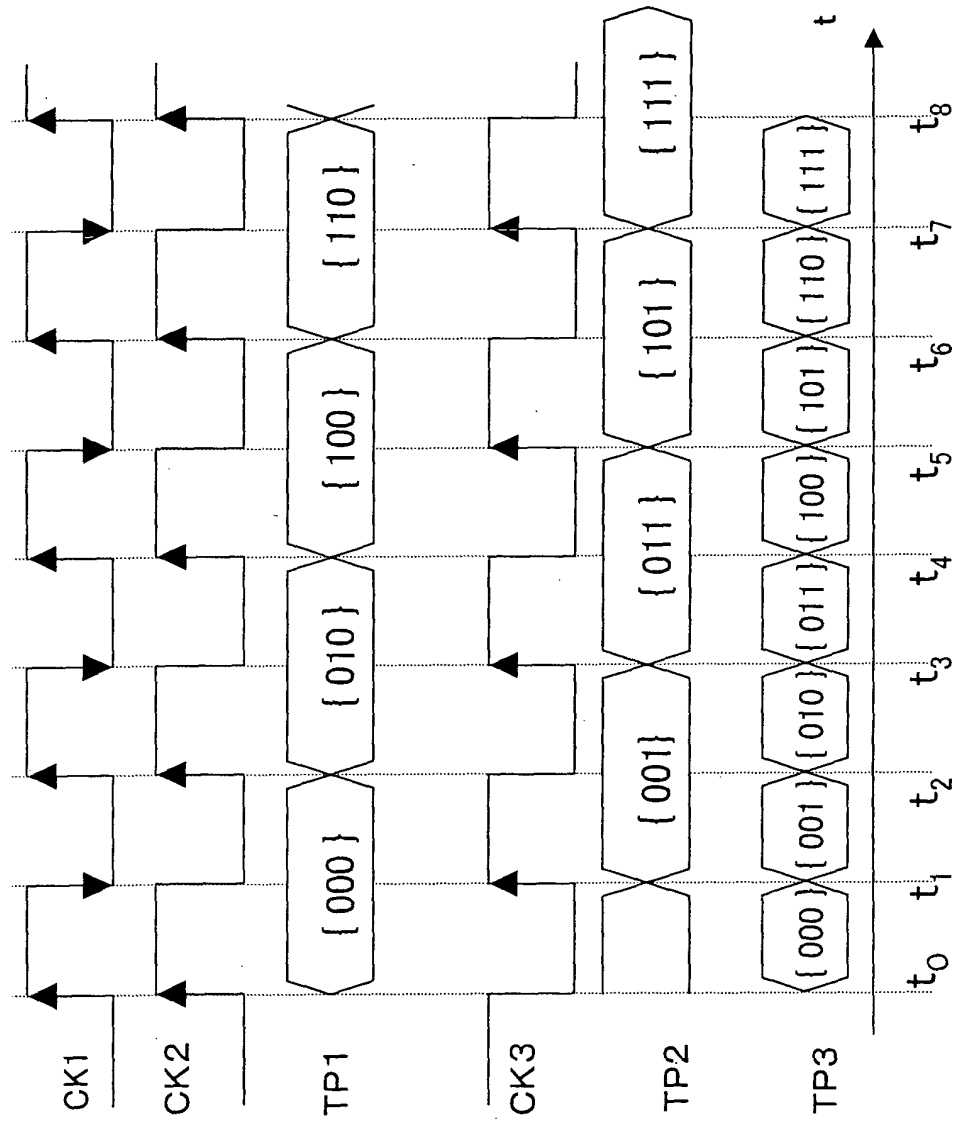 CK1
CK2
TP1 { 000 } { 010 } { 100 } { 110 }
CK3
TP2 { 001} { 011 } { 101 } { 111 }
TP3 { 000 } { 001 } { 010 } { 011 } { 100 } { 101 } { 110 } { 111 }
t
t0 t1 t2 t3 t4 t5 t6 t7 t8